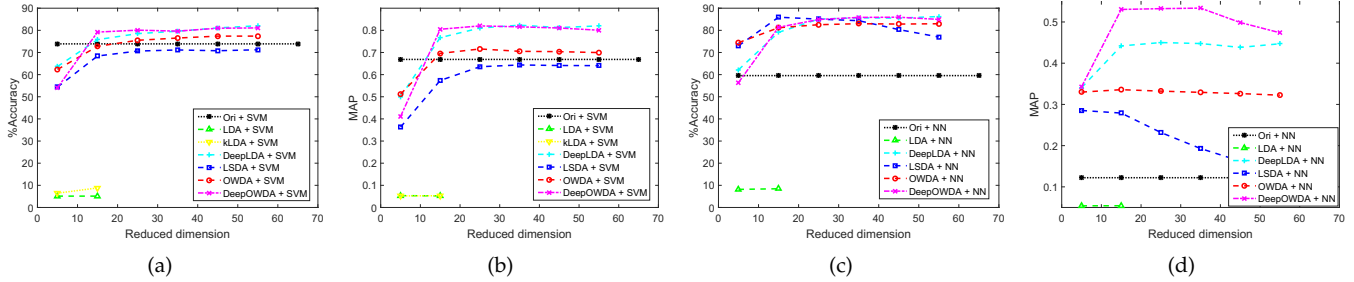 %Accuracy
90
80
70
60
50
40
30
20
10
0
Ori + SVM
LDA + SVM
kLDA + SVM
DeepLDA + SVM
LSDA + SVM
OWDA + SVM
DeepOWDA + SVM
0 10 20 30 40 50 60 70
Reduced dimension
(a)
MAP
0.9
0.8
0.7
0.6
0.5
0.4
0.3
0.2
0.1
0
Ori + SVM
LDA + SVM
kLDA + SVM
DeepLDA + SVM
LSDA + SVM
OWDA + SVM
DeepOWDA + SVM
0 10 20 30 40 50 60 70
Reduced dimension
(b)
%Accuracy
90
80
70
60
50
40
30
20
10
0
Ori + NN
LDA + NN
DeepLDA + NN
LSDA + NN
OWDA + NN
DeepOWDA + NN
0 10 20 30 40 50 60 70
Reduced dimension
(c)
MAP
0.5
0.4
0.3
0.2
0.1
Ori + NN
LDA + NN
DeepLDA + NN
LSDA + NN
OWDA + NN
DeepOWDA + NN
0 10 20 30 40 50 60 70
Reduced dimension
(d)